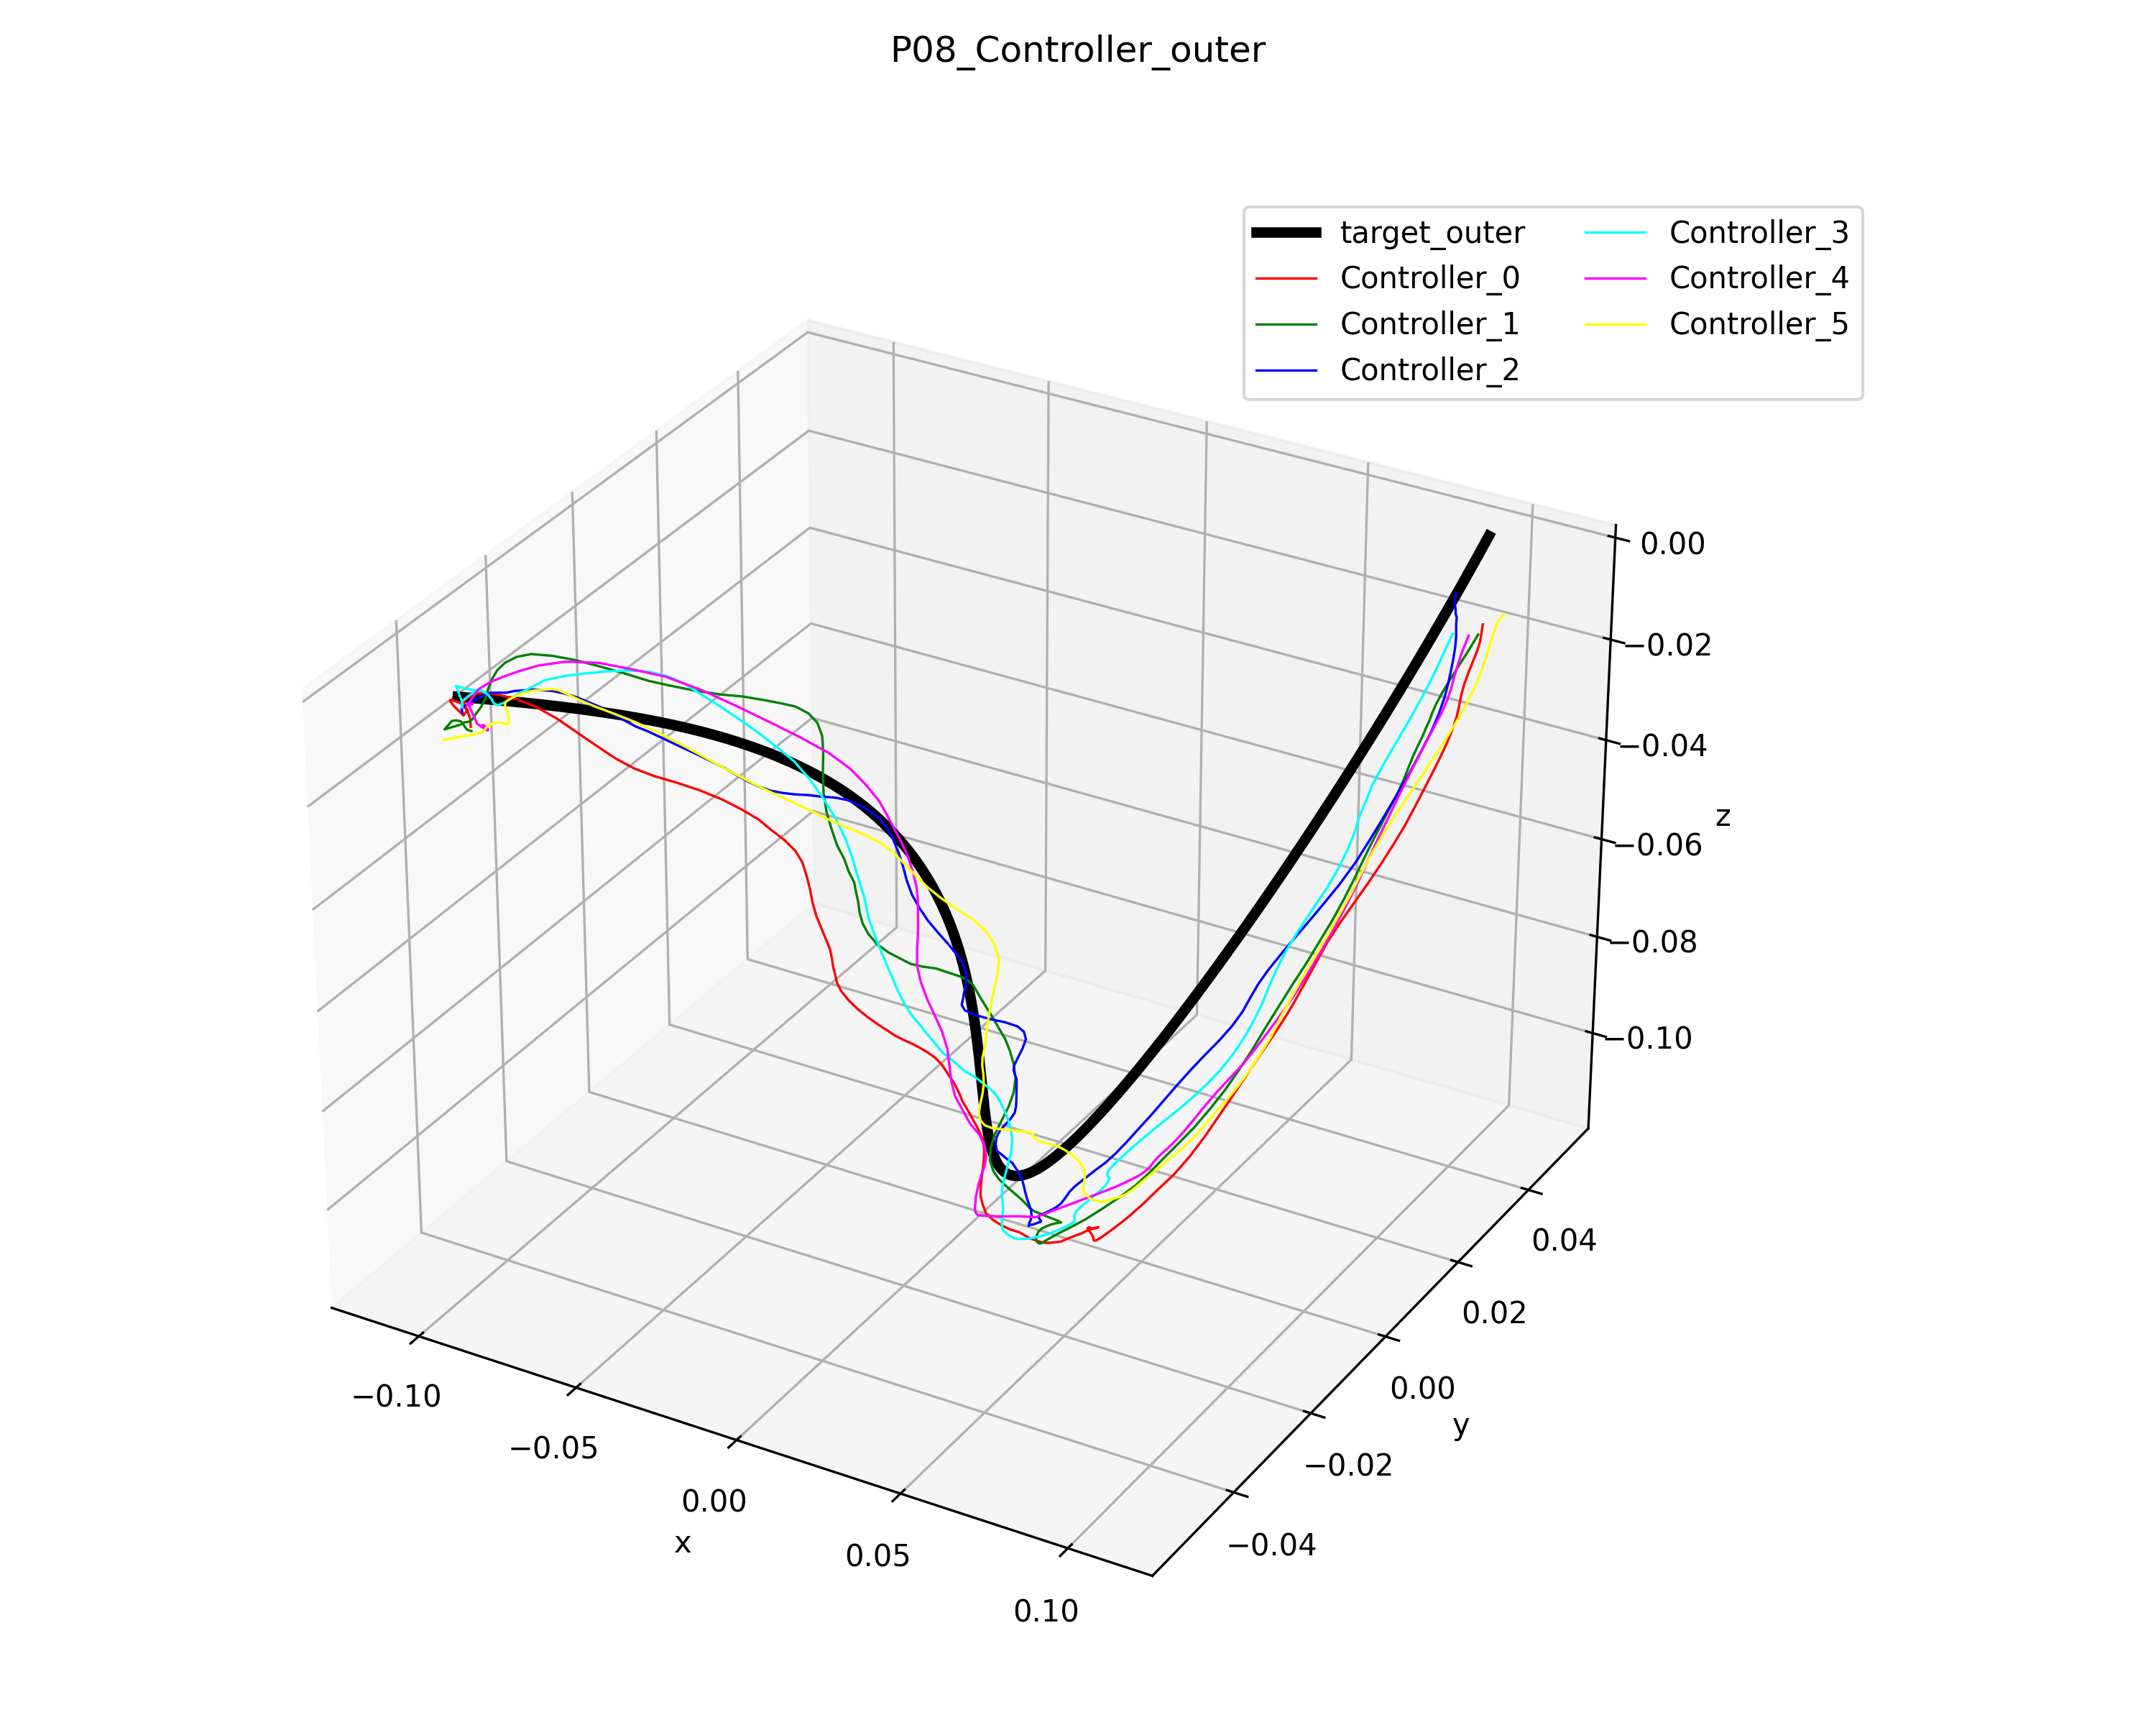 P08_Controller_outer
target_outer
Controller_0
Controller_1
Controller_2
Controller_3
Controller_4
Controller_5
0.00
−0.02
−0.04
z
−0.06
−0.08
−0.10
0.04
0.02
0.00
y
−0.02
−0.04
−0.10
−0.05
0.00
x
0.05
0.10